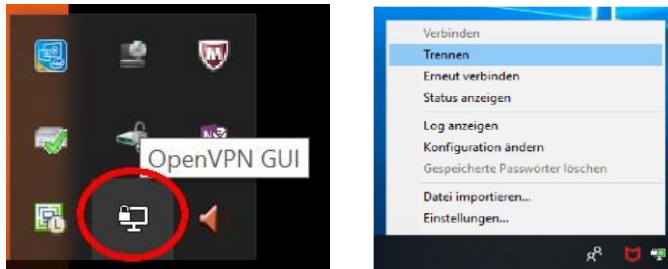 OpenVPN GUI
Verbinden
Trennen
Erneut verbinden
Status anzeigen
Log anzeigen
Konfiguration ändern
Gespeicherte Passwörter löschen
Datei importieren...
Einstellungen...